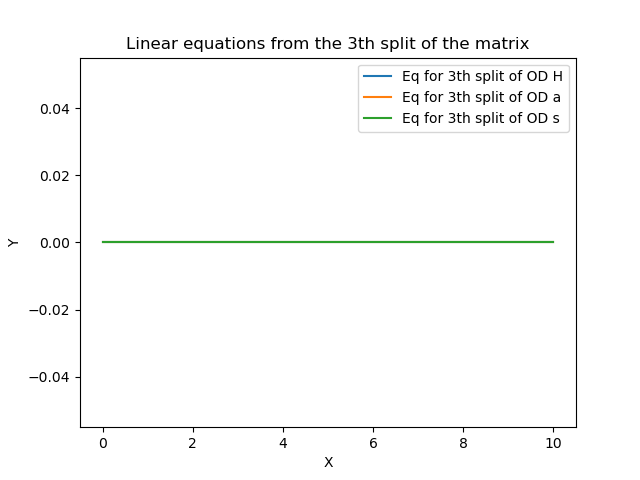 Linear equations from the 3th split of the matrix
Eq for 3th split of OD H
Eq for 3th split of OD a
Eq for 3th split of OD s
0.04
0.02
0.00
−0.02
−0.04
Y
0 2 4 6 8 10
X